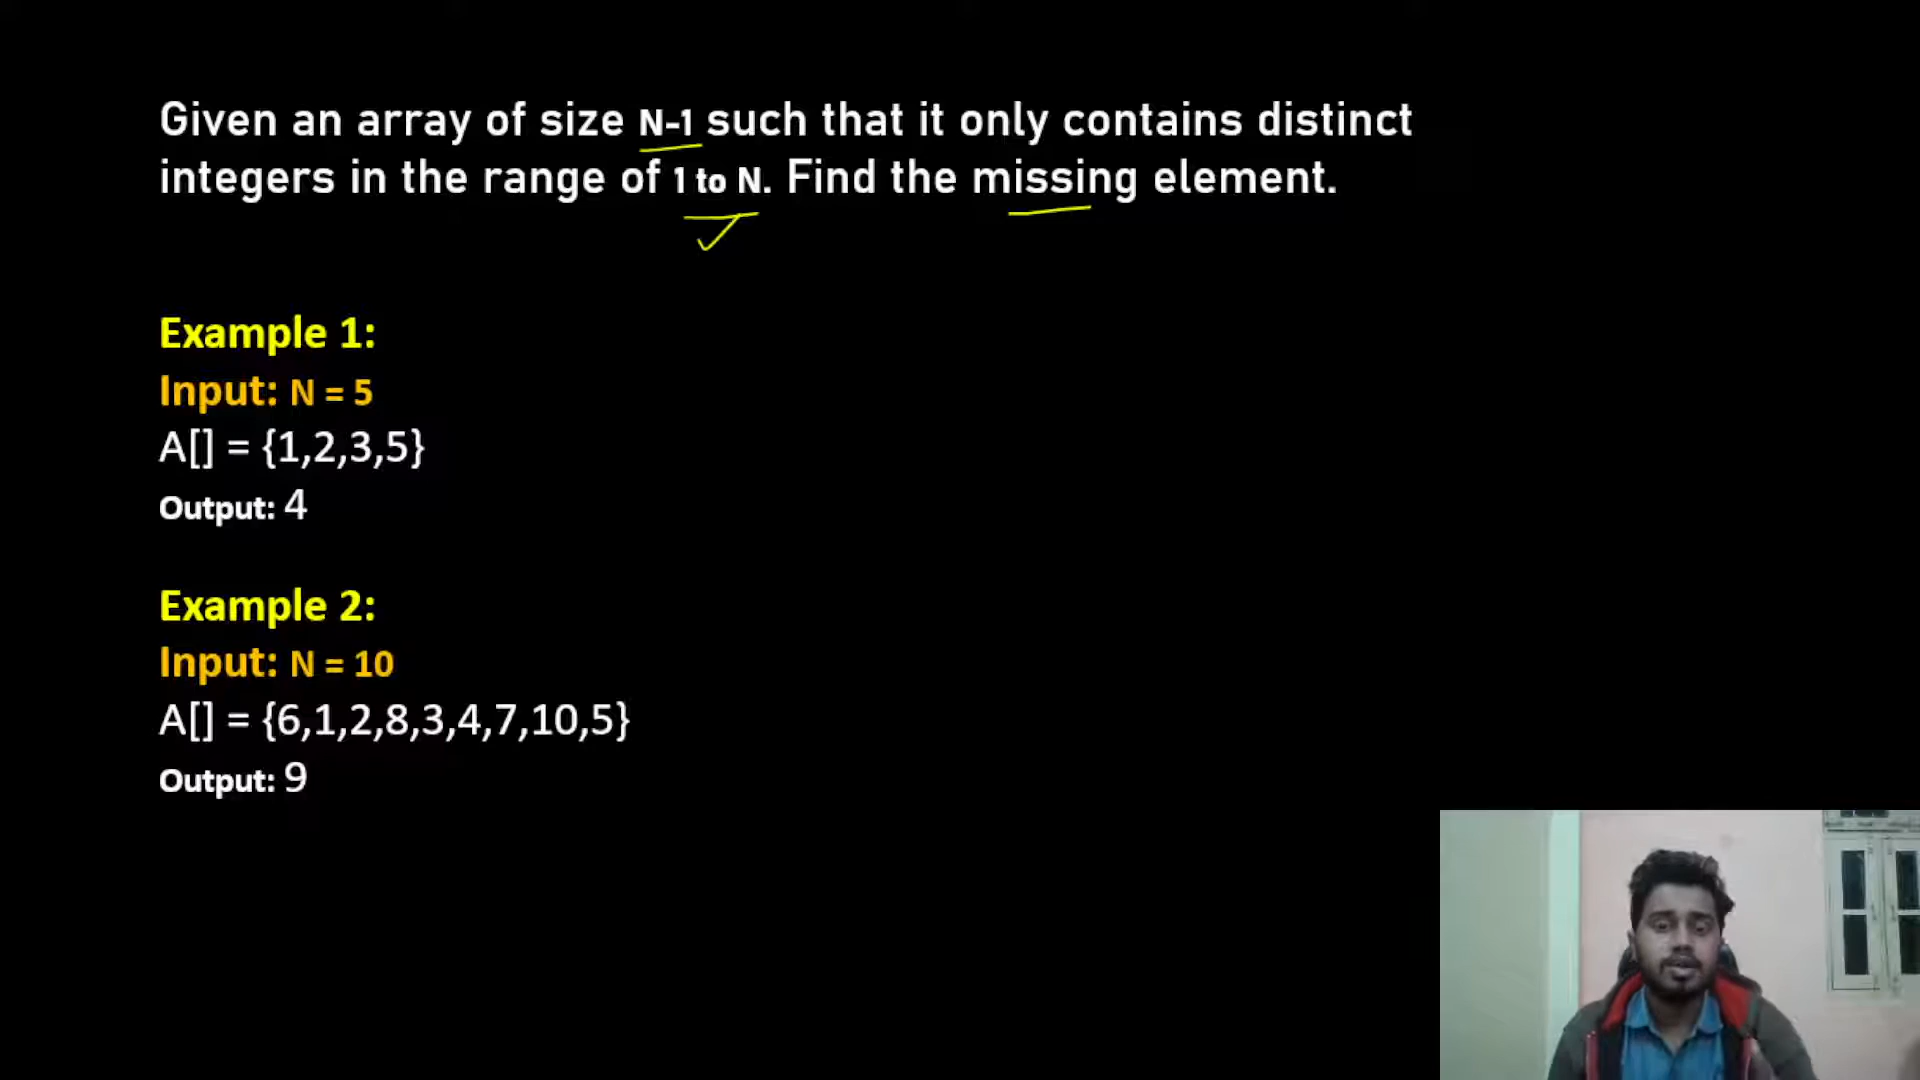 Given an array of size N-1 such that it only contains distinct
integers in the range of 1 to N. Find the missing element.
Example 1:
Input: N = 5
A[] = {1,2,3,5}
Output: 4
Example 2:
Input: N = 10
A[] = {6,1,2,8,3,4,7,10,5}
Output: 9